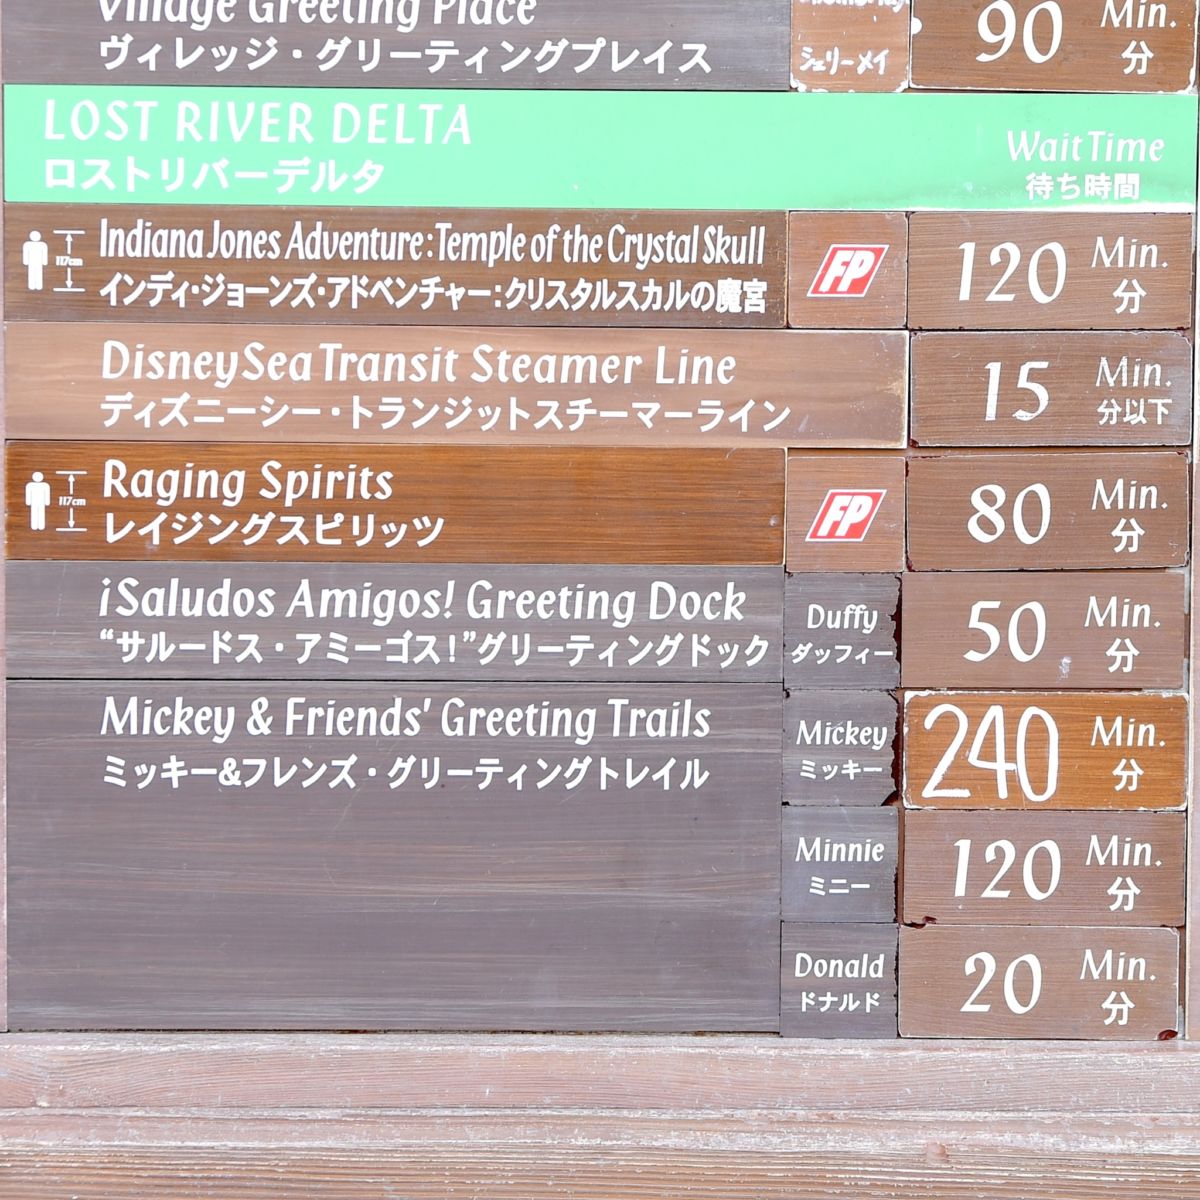 Village Greeting Place
ヴィレッジ・グリーティングプレイス
シェリーメイ
90 Min.
分
LOST RIVER DELTA
ロストリバーデルタ
Wait Time
待ち時間
117cm
Indiana Jones Adventure: Temple of the Crystal Skull
インディ・ジョーンズ・アドベンチャー：クリスタルスカルの魔宮
FP
120 Min.
分
DisneySea Transit Steamer Line
ディズニーシー・トランジットスチーマーライン
15 Min.
分以下
117cm
Raging Spirits
レイジングスピリッツ
FP
80 Min.
分
¡Saludos Amigos! Greeting Dock
“サルードス・アミーゴス！”グリーティングドック
Duffy
ダッフィー
50 Min.
分
Mickey & Friends' Greeting Trails
ミッキー&フレンズ・グリーティングトレイル
Mickey
ミッキー
240 Min.
分
Minnie
ミニー
120 Min.
分
Donald
ドナルド
20 Min.
分